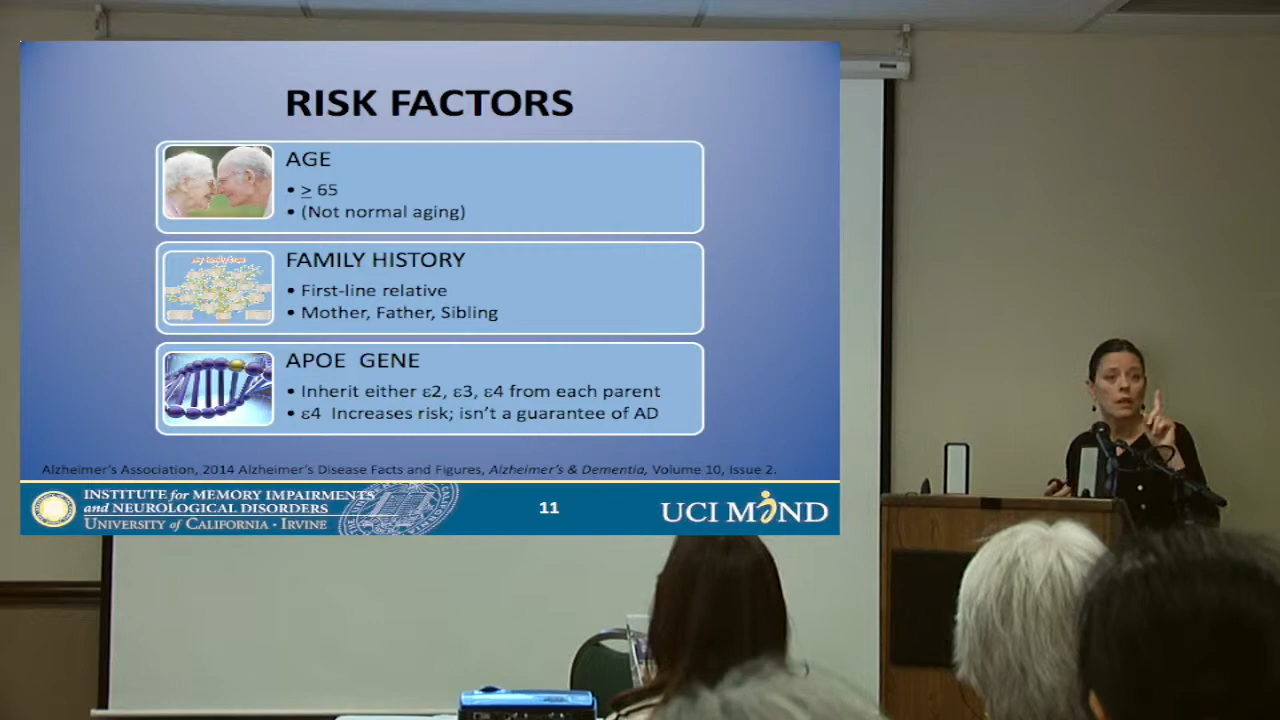 RISK FACTORS
AGE
• ≥ 65
• (Not normal aging)
my family tree
FAMILY HISTORY
• First-line relative
• Mother, Father, Sibling
APOE GENE
• Inherit either ε2, ε3, ε4 from each parent
• ε4 Increases risk; isn't a guarantee of AD
Alzheimer's Association, 2014 Alzheimer's Disease Facts and Figures, Alzheimer's & Dementia, Volume 10, Issue 2.
INSTITUTE for MEMORY IMPAIRMENTS
and NEUROLOGICAL DISORDERS
UNIVERSITY of CALIFORNIA • IRVINE
11
UCI MIND